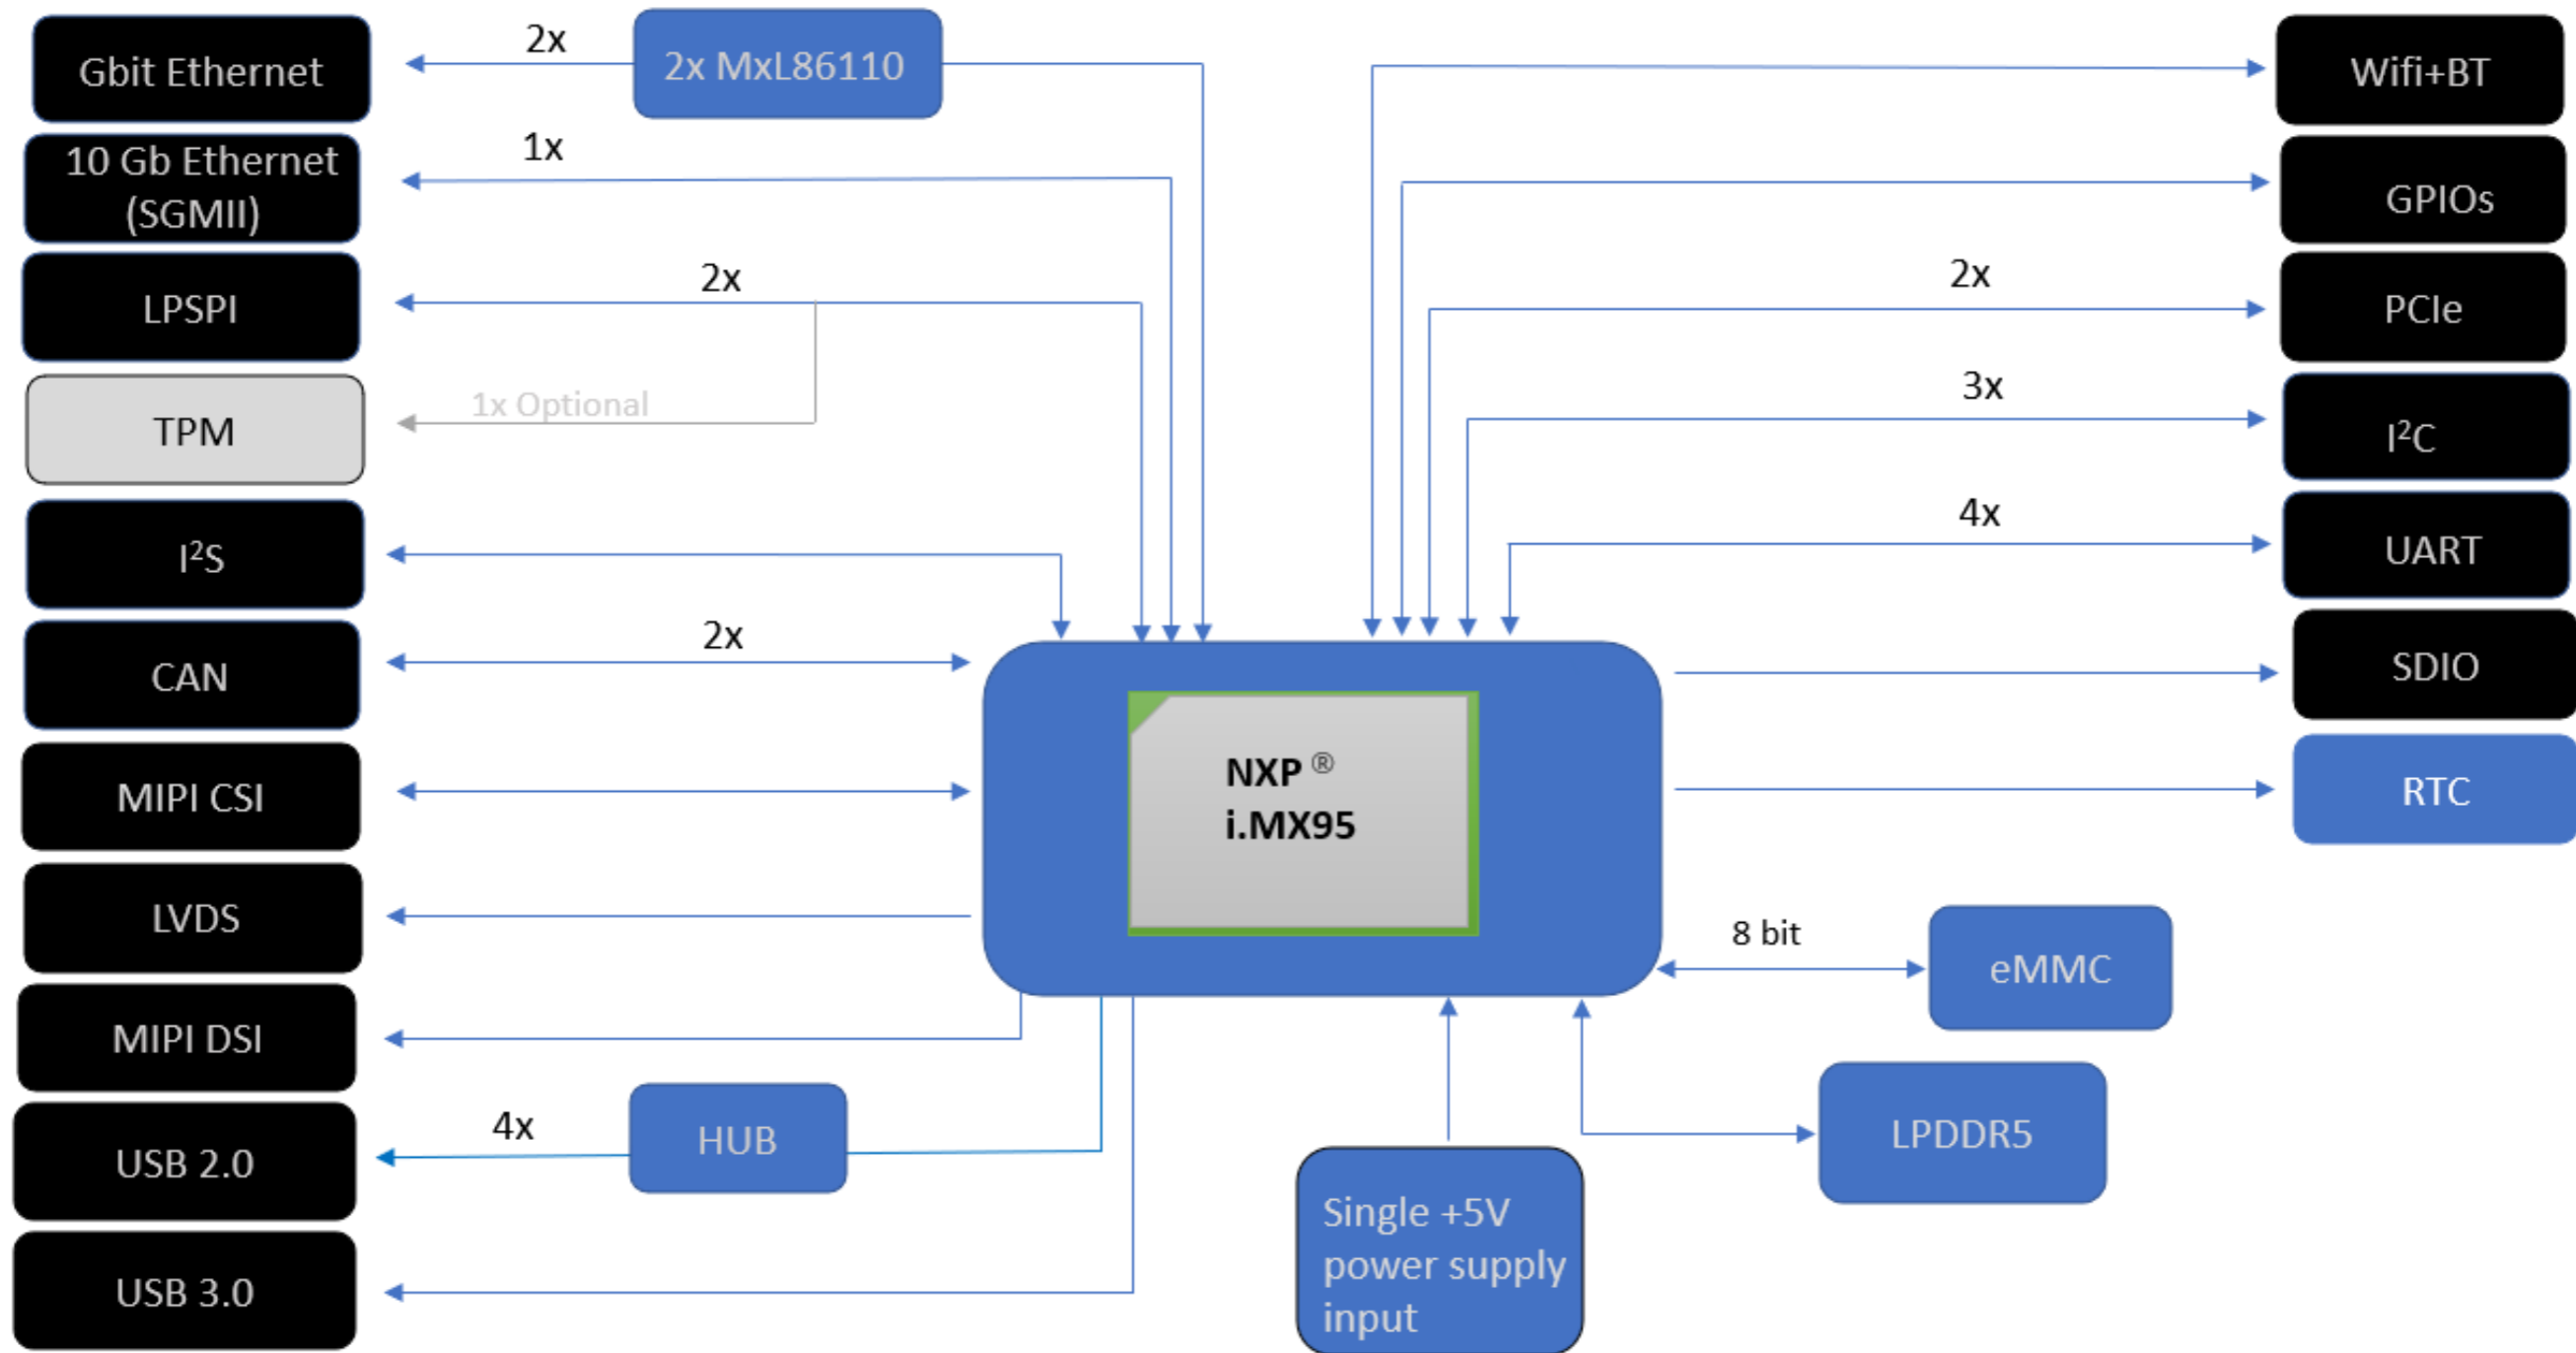 Gbit Ethernet
2x
2x MxL86110
Wifi+BT
10 Gb Ethernet
(SGMII)
1x
GPIOs
LPSPI
2x
2x
PCIe
TPM
1x Optional
3x
I²C
I²S
4x
UART
CAN
2x
SDIO
MIPI CSI
NXP ®
i.MX95
RTC
LVDS
8 bit
eMMC
MIPI DSI
USB 2.0
4x
HUB
LPDDR5
USB 3.0
Single +5V
power supply
input